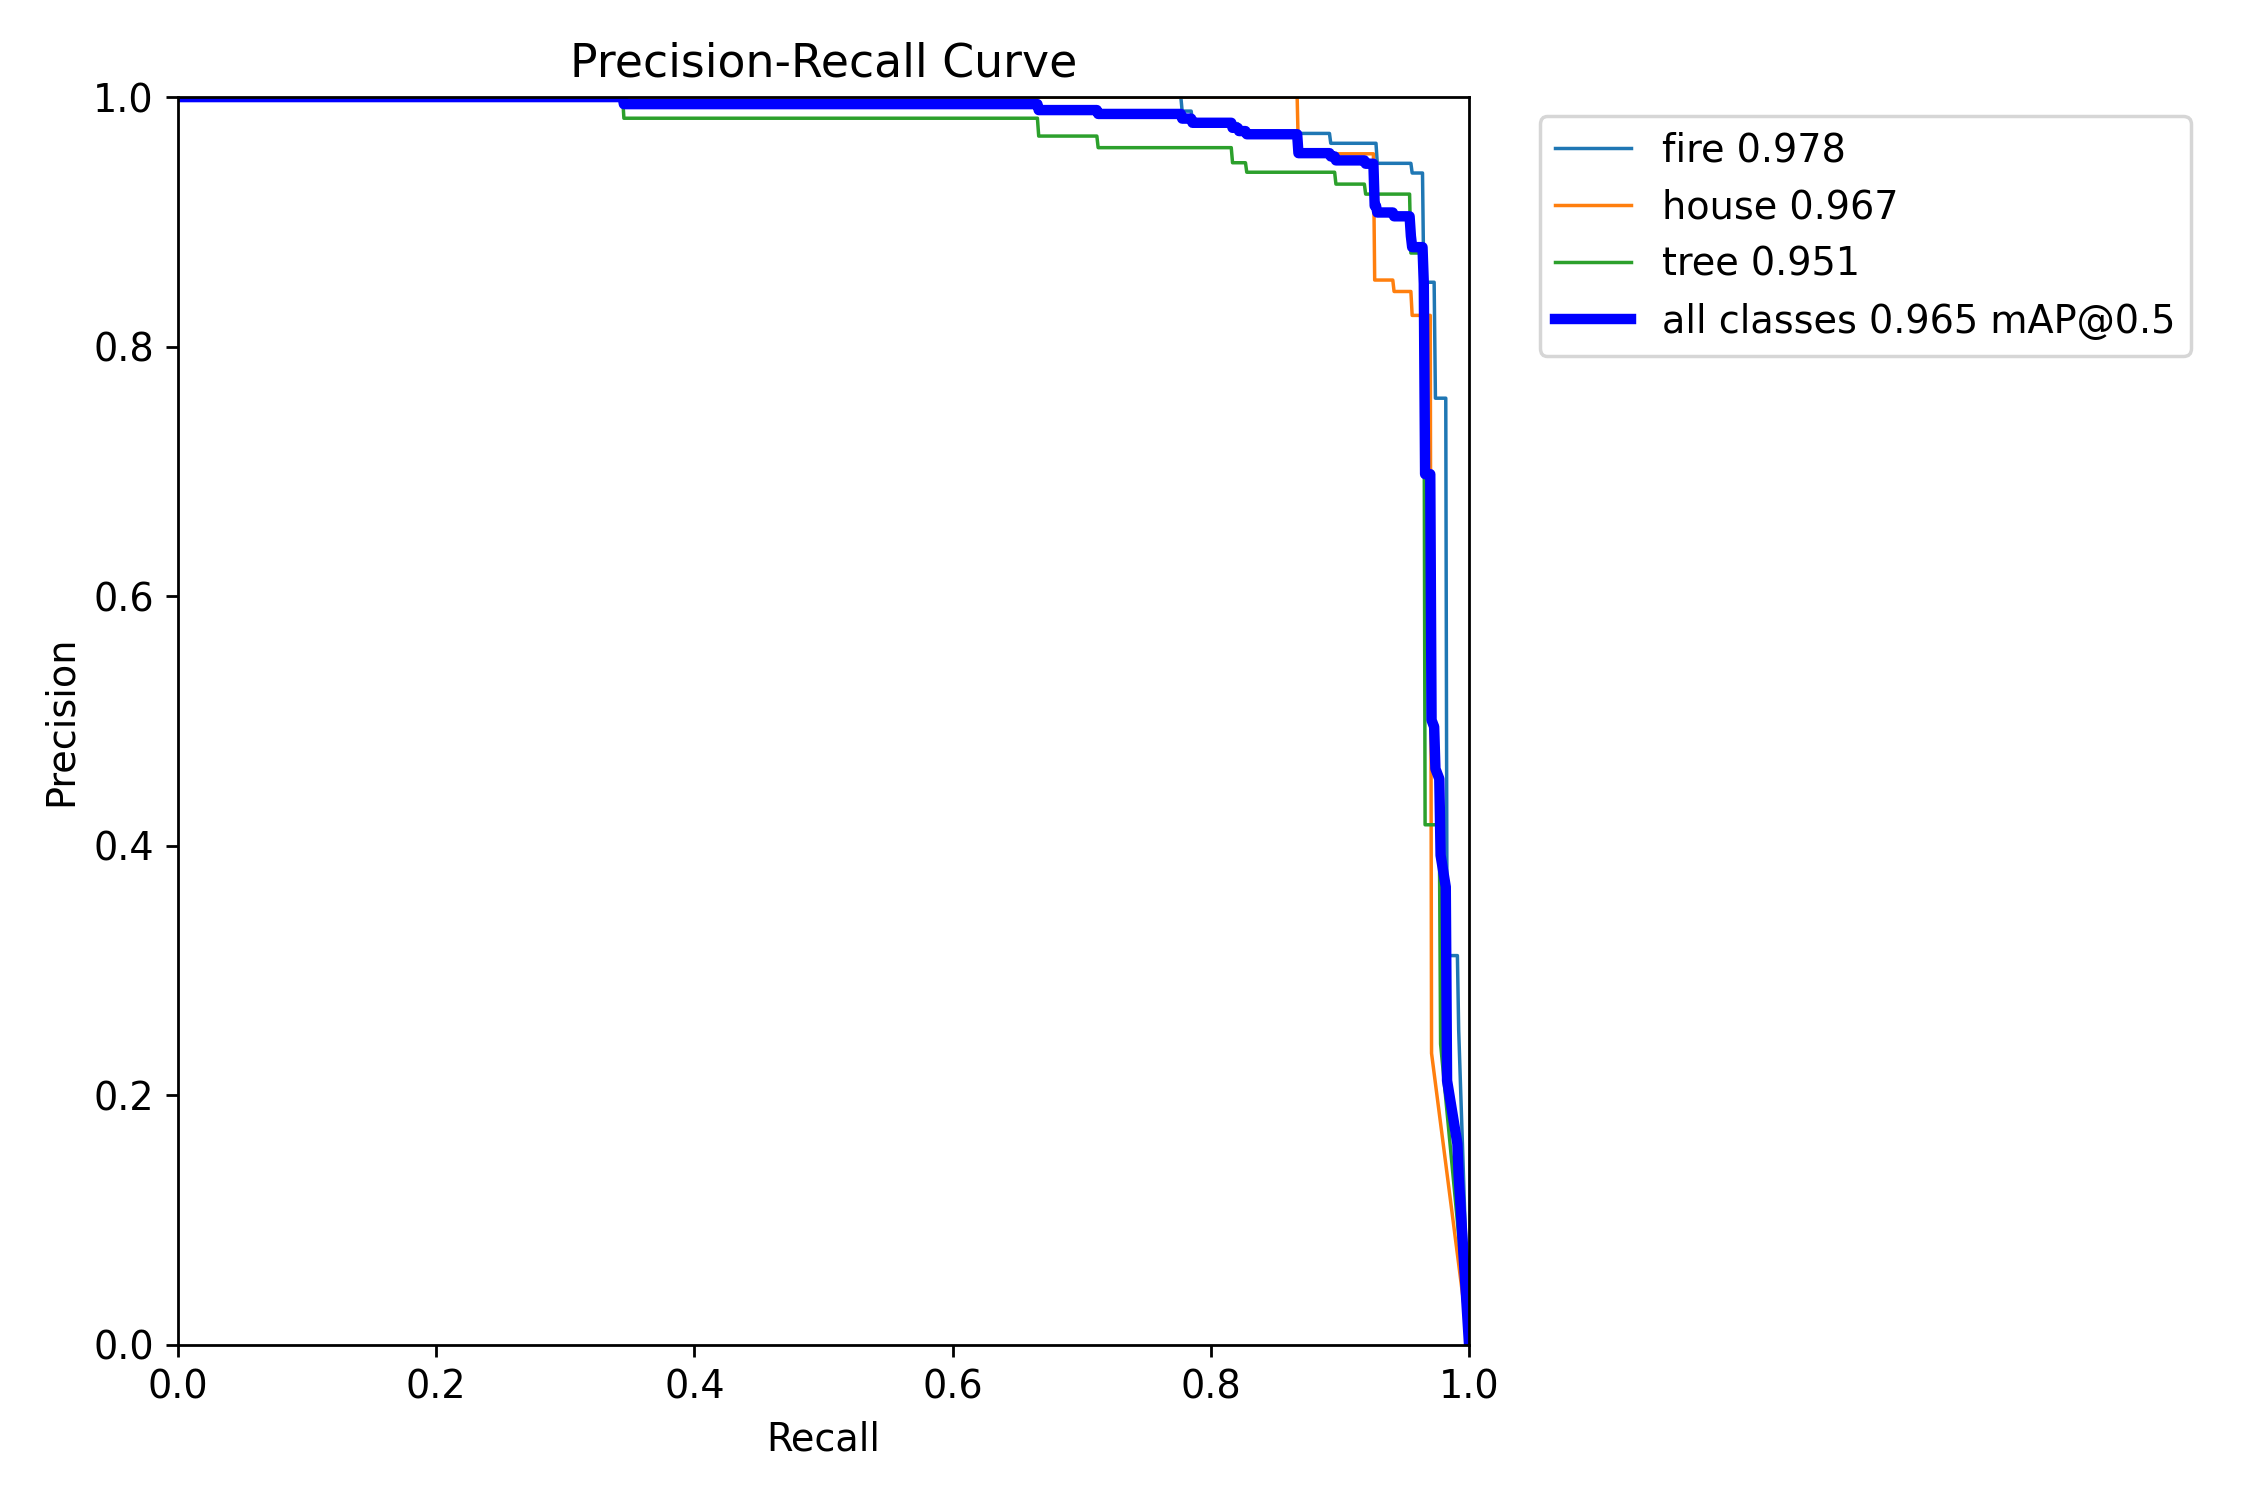 Precision-Recall Curve
1.0
0.8
0.6
0.4
0.2
0.0
Precision
0.0 0.2 0.4 0.6 0.8 1.0
Recall
fire 0.978
house 0.967
tree 0.951
all classes 0.965 mAP@0.5